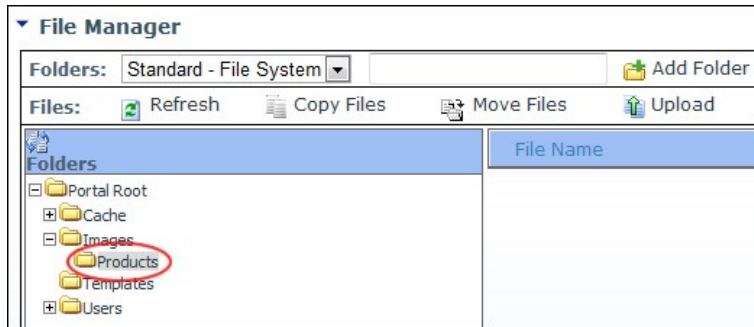 File Manager
Folders: Standard - File System Add Folder
Files: Refresh Copy Files Move Files Upload
Folders File Name
Portal Root
Cache
Images
Products
Templates
Users